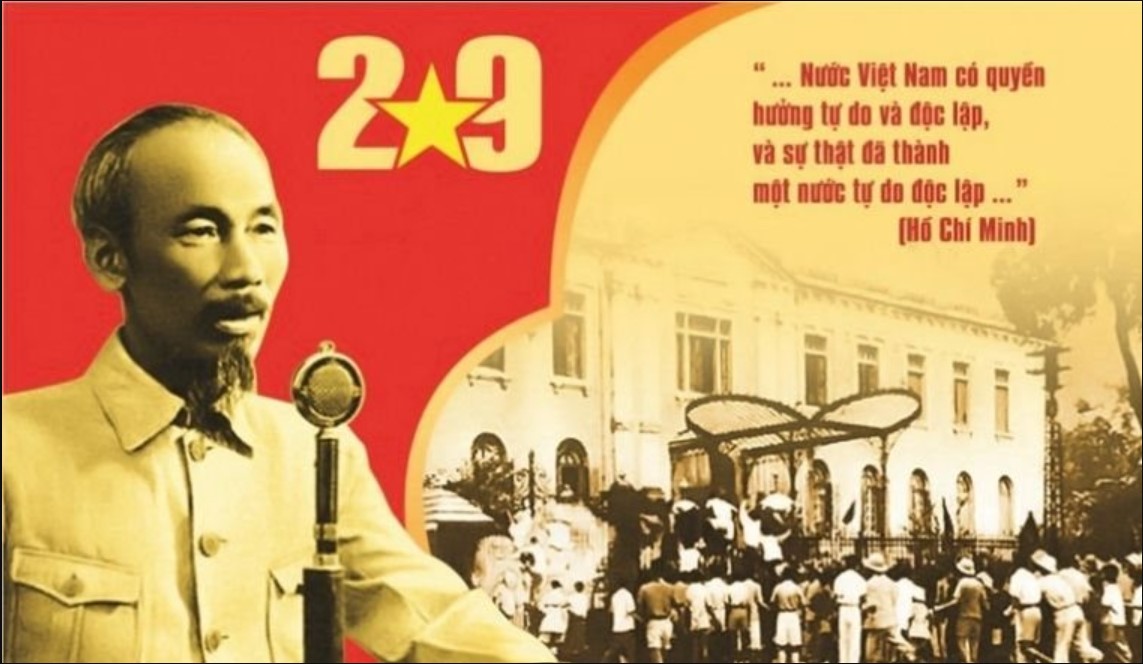 2 9
“ ... Nước Việt Nam có quyền
hưởng tự do và độc lập,
và sự thật đã thành
một nước tự do độc lập ...”
(Hồ Chí Minh)